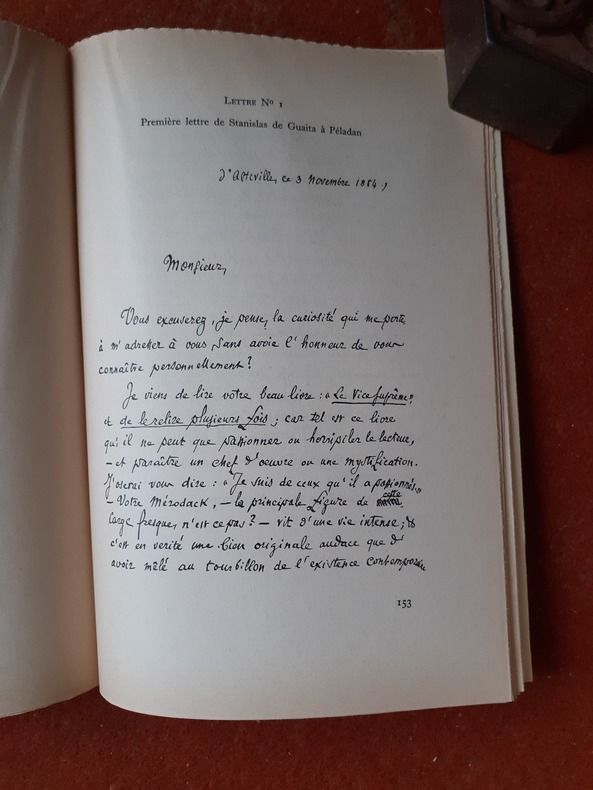 Lettre Nº 1
Première lettre de Stanislas de Guaita à Péladan
D'Alteville, ce 3 Novembre 1884,
Monsieur,
Vous excuserez, je pense, la curiosité qui me porte
à m'adresser à vous sans avoir l'honneur de vous
connaître personnellement?
Je viens de lire votre beau livre: «Le Vice suprême»,
et de le relire plusieurs fois; car tel est ce livre
qu'il ne peut que passionner ou horripiler le lecteur,
– et paraître un chef d'oeuvre ou une mystification.
J'oserai vous dire: «Je suis de ceux qu'il a passionnés.»
– Votre Mérodack, – la principale figure de cette
large fresque, n'est ce pas? – vit d'une vie intense; &
c'est en verité une bien originale audace que d'
avoir mêlé au tourbillon de l'existence contemporaine
153